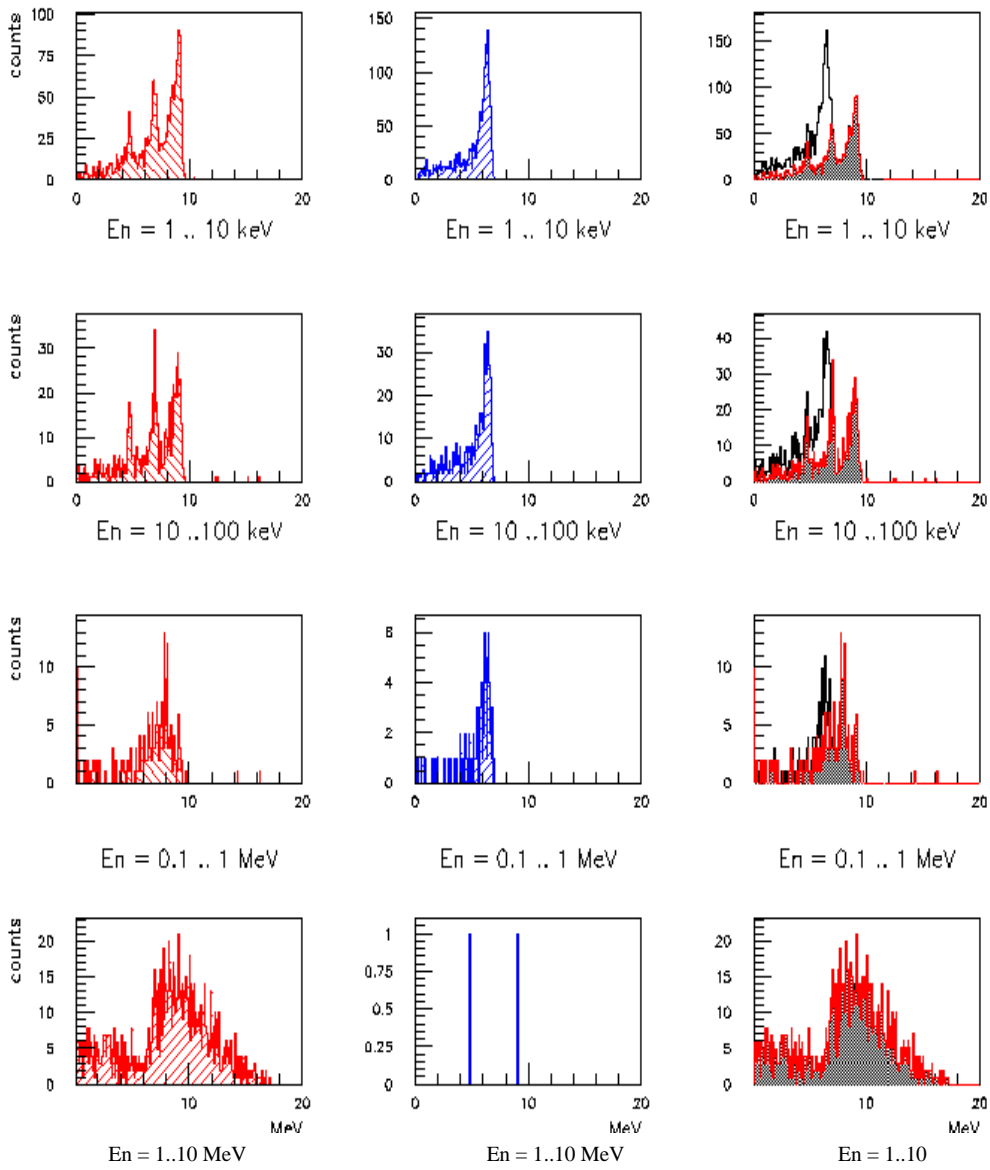 counts
100
75
50
25
0
0 10 20
En = 1 .. 10 keV
150
100
50
0
0 10 20
En = 1 .. 10 keV
150
100
50
0
0 10 20
En = 1 .. 10 keV
counts
30
20
10
0
0 10 20
En = 10 ..100 keV
30
20
10
0
0 10 20
En = 10 ..100 keV
40
30
20
10
0
0 10 20
En = 10 ..100 keV
counts
10
5
0
10 20
En = 0.1 .. 1 MeV
6
4
2
0
0 10 20
En = 0.1 .. 1 MeV
10
5
0
10 20
En = 0.1 .. 1 MeV
counts
20
15
10
5
0
10 20
MeV
En = 1..10 MeV
1
0.75
0.5
0.25
0
0 10 20
MeV
En = 1..10 MeV
20
15
10
5
0
10 20
MeV
En = 1..10